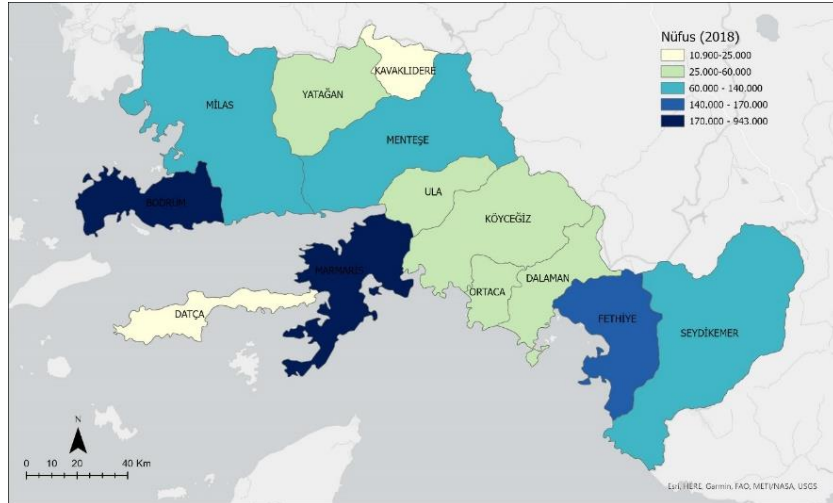 Nüfus (2018)
10.900-25.000
25.000-60.000
60.000 - 140.000
140.000 - 170.000
170.000 - 943.000
KAVAKLIDERE
YATAĞAN
MİLAS
MENTEŞE
BODRUM
ULA
KÖYCEĞİZ
MARMARİS
ORTACA
DALAMAN
DATÇA
FETHİYE
SEYDİKEMER
N
0 10 20 40 Km
Esri, HERE, Garmin, FAO, METI/NASA, USGS